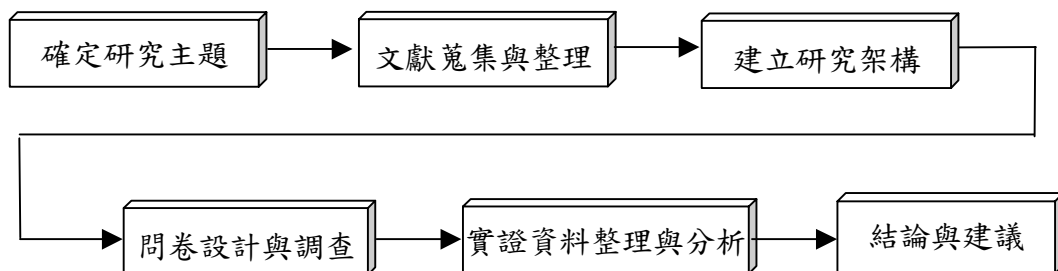 確定研究主題
文獻蒐集與整理
建立研究架構
問卷設計與調查
實證資料整理與分析
結論與建議